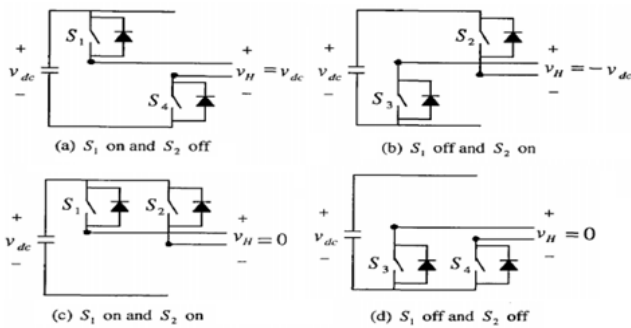 + v_dc − S₁ S₄ + v_H = v_dc −
(a) S₁ on and S₂ off
+ v_dc − S₂ S₃ + v_H = − v_dc −
(b) S₁ off and S₂ on
+ v_dc − S₁ S₂ + v_H = 0 −
(c) S₁ on and S₂ on
+ v_dc − S₃ S₄ + v_H = 0 −
(d) S₁ off and S₂ off